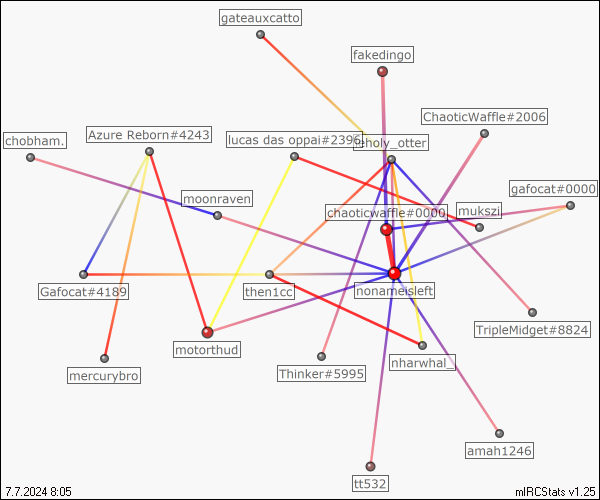 gateauxcatto
fakedingo
ChaoticWaffle#2006
Azure Reborn#4243
chobham.
lucas das oppai#2396
holy_otter
gafocat#0000
moonraven
chaoticwaffle#0000
mukszi
Gafocat#4189
then1cc
nonameisleft
TripleMidget#8824
motorthud
nharwhal_
mercurybro
Thinker#5995
amah1246
tt532
7.7.2024 8:05
mIRCStats v1.25